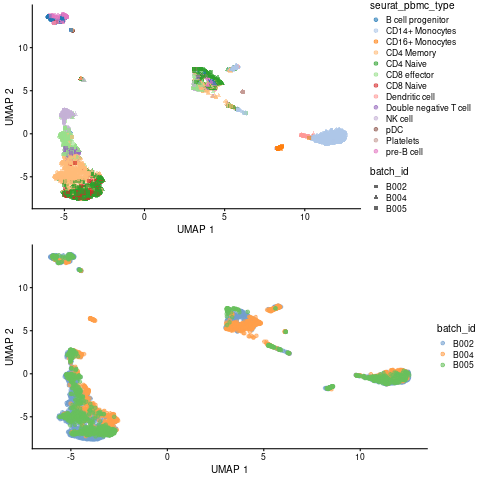 seurat_pbmc_type
B cell progenitor
CD14+ Monocytes
CD16+ Monocytes
CD4 Memory
CD4 Naive
CD8 effector
CD8 Naive
Dendritic cell
Double negative T cell
NK cell
pDC
Platelets
pre-B cell
batch_id
B002
B004
B005
UMAP 2
10
5
0
-5
-5
0
5
10
UMAP 1
batch_id
B002
B004
B005
UMAP 2
10
5
0
-5
-5
0
5
10
UMAP 1